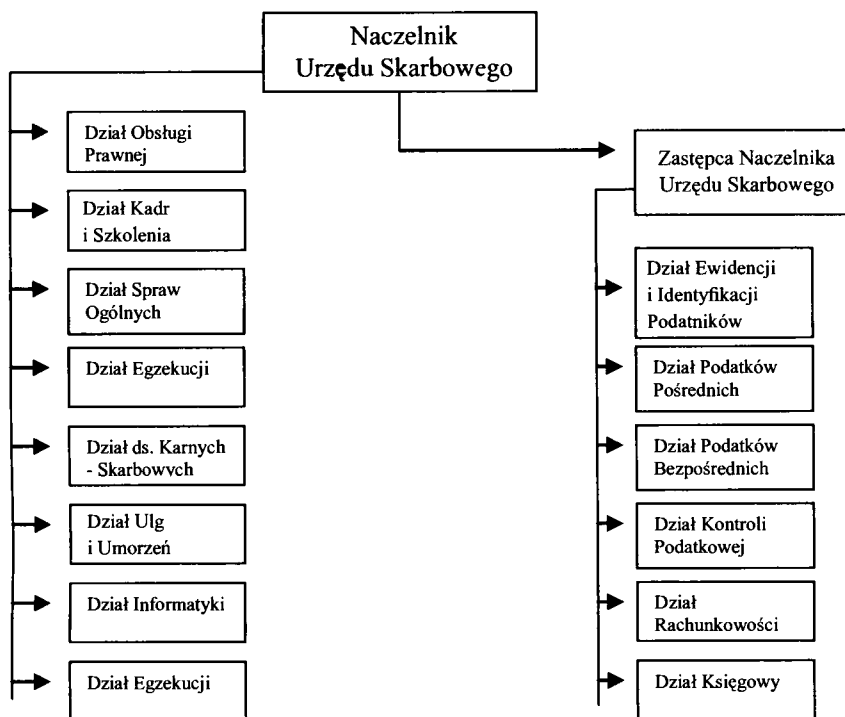 Naczelnik
Urzędu Skarbowego
Dział Obsługi
Prawnej
Dział Kadr
i Szkolenia
Dział Spraw
Ogólnych
Dział Egzekucji
Dział ds. Karnych
- Skarbowych
Dział Ulg
i Umorzeń
Dział Informatyki
Dział Egzekucji
Zastępca Naczelnika
Urzędu Skarbowego
Dział Ewidencji
i Identyfikacji
Podatników
Dział Podatków
Pośrednich
Dział Podatków
Bezpośrednich
Dział Kontroli
Podatkowej
Dział
Rachunkowości
Dział Księgowy